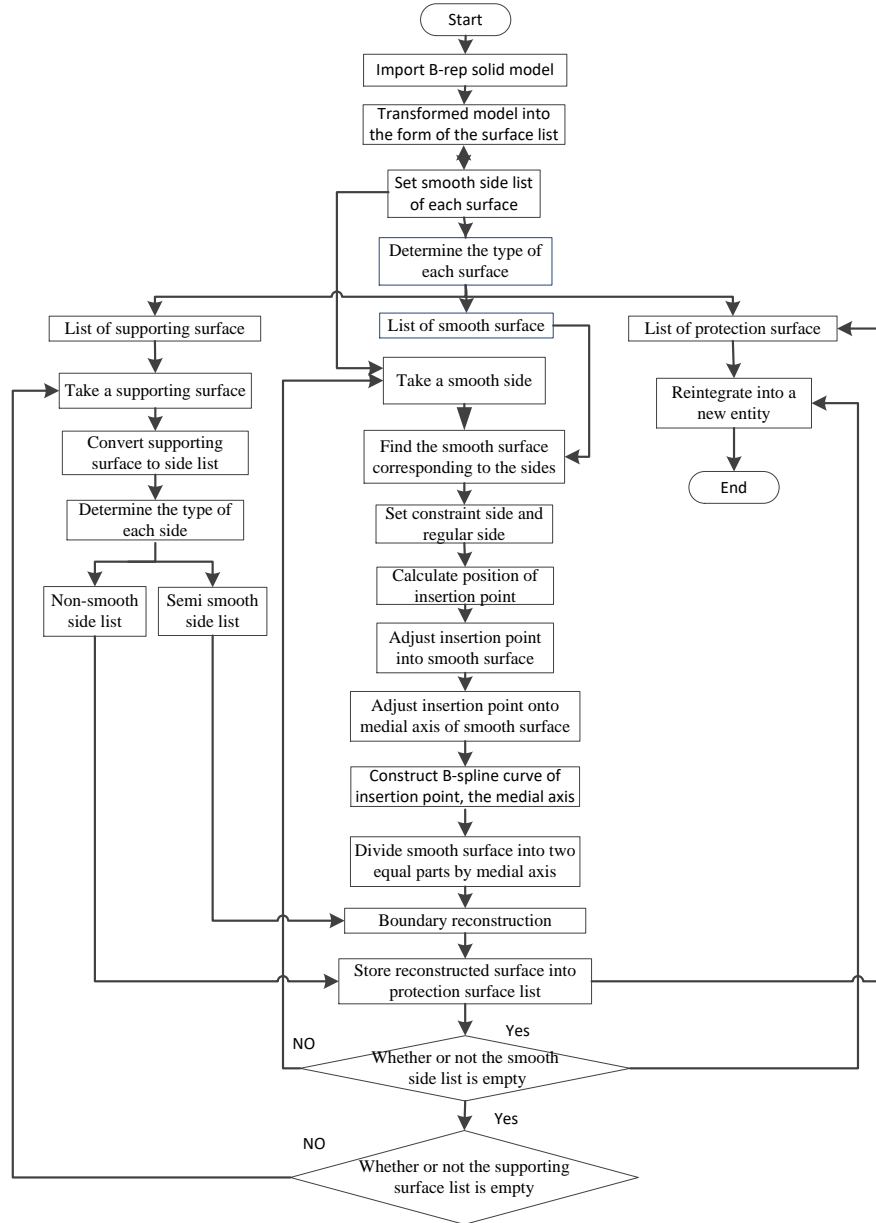 Start
Import B-rep solid model
Transformed model into
the form of the surface list
Set smooth side list
of each surface
Determine the type of
each surface
List of supporting surface
List of smooth surface
List of protection surface
Take a supporting surface
Take a smooth side
Reintegrate into a
new entity
Convert supporting
surface to side list
Find the smooth surface
corresponding to the sides
End
Determine the type of
each side
Set constraint side and
regular side
Non-smooth
side list
Semi smooth
side list
Calculate position of
insertion point
Adjust insertion point
into smooth surface
Adjust insertion point onto
medial axis of smooth surface
Construct B-spline curve of
insertion point, the medial axis
Divide smooth surface into two
equal parts by medial axis
Boundary reconstruction
Store reconstructed surface into
protection surface list
Yes
NO
Whether or not the smooth
side list is empty
Yes
NO
Whether or not the supporting
surface list is empty